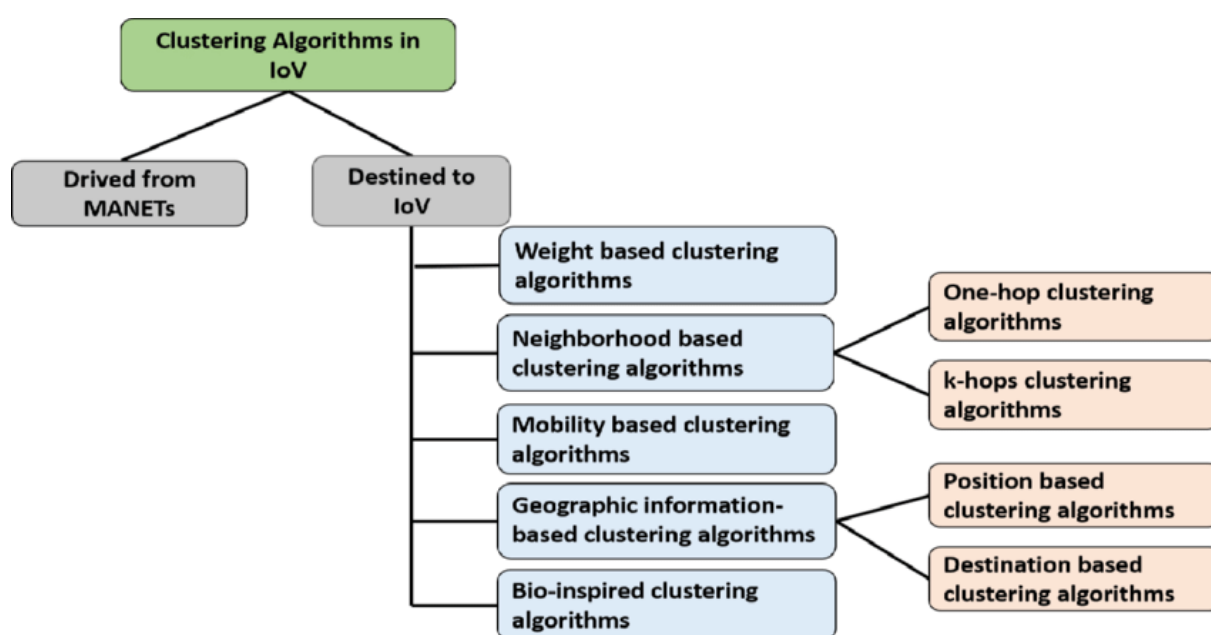 Clustering Algorithms in
IoV
Drived from
MANETs
Destined to
IoV
Weight based clustering
algorithms
Neighborhood based
clustering algorithms
One-hop clustering
algorithms
k-hops clustering
algorithms
Mobility based clustering
algorithms
Geographic information-
based clustering algorithms
Position based
clustering algorithms
Destination based
clustering algorithms
Bio-inspired clustering
algorithms